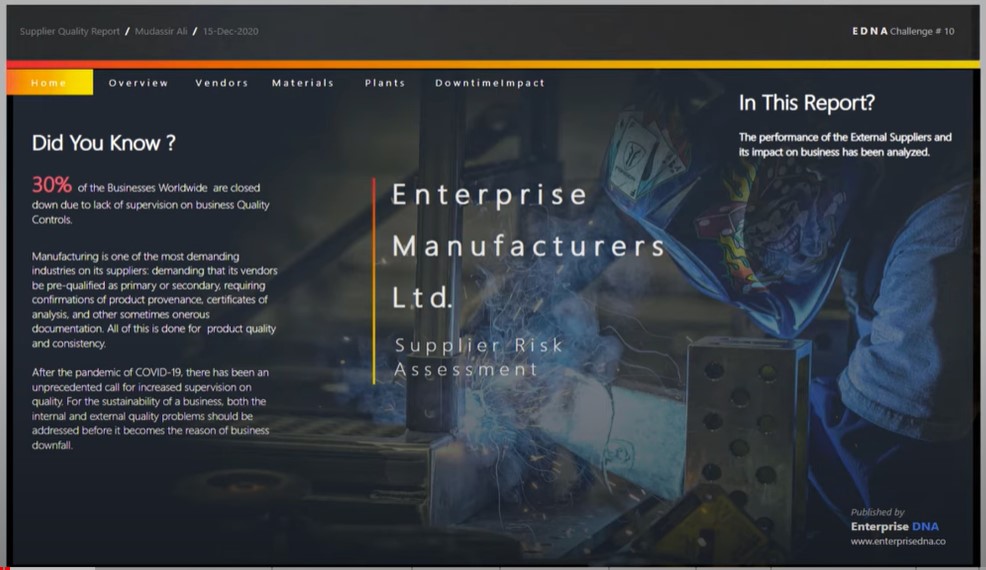 Supplier Quality Report / Mudassir Ali / 15-Dec-2020
EDNA Challenge # 10
Home
Overview
Vendors
Materials
Plants
DowntimeImpact
Did You Know ?
30% of the Businesses Worldwide are closed
down due to lack of supervision on business Quality
Controls.
Manufacturing is one of the most demanding
industries on its suppliers: demanding that its vendors
be pre-qualified as primary or secondary, requiring
confirmations of product provenance, certificates of
analysis, and other sometimes onerous
documentation. All of this is done for product quality
and consistency.
After the pandemic of COVID-19, there has been an
unprecedented call for increased supervision on
quality. For the sustainability of a business, both the
internal and external quality problems should be
addressed before it becomes the reason of business
downfall.
Enterprise
Manufacturers
Ltd.
Supplier Risk
Assessment
In This Report?
The performance of the External Suppliers and
its impact on business has been analyzed.
Published by
Enterprise DNA
www.enterprisedna.co